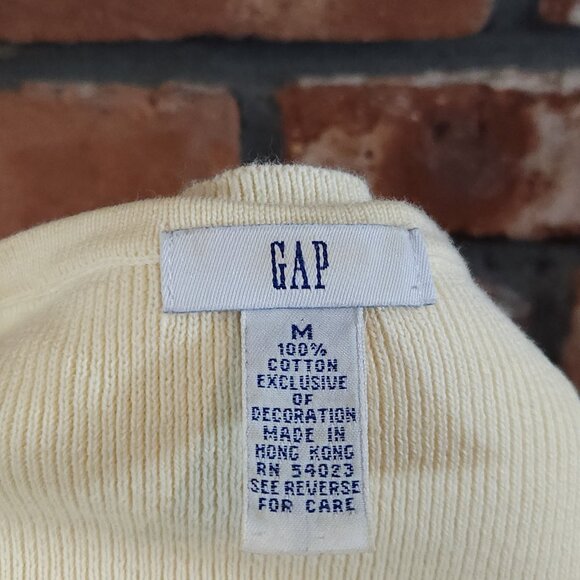 GAP
M
100%
COTTON
EXCLUSIVE
OF
DECORATION
MADE IN
HONG KONG
RN 54023
SEE REVERSE
FOR CARE